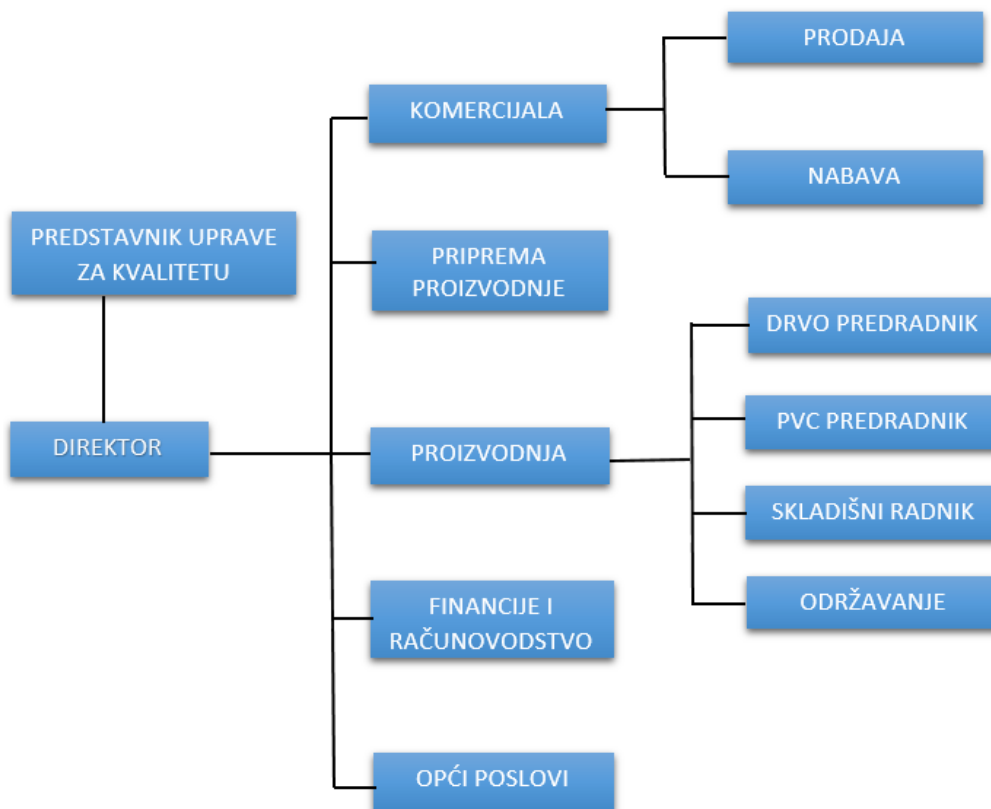 PRODAJA
KOMERCIJALA
NABAVA
PREDSTAVNIK UPRAVE
ZA KVALITETU
PRIPREMA
PROIZVODNJE
DRVO PREDRADNIK
PVC PREDRADNIK
DIREKTOR
PROIZVODNJA
SKLADIŠNI RADNIK
ODRŽAVANJE
FINANCIJE I
RAČUNOVODSTVO
OPĆI POSLOVI